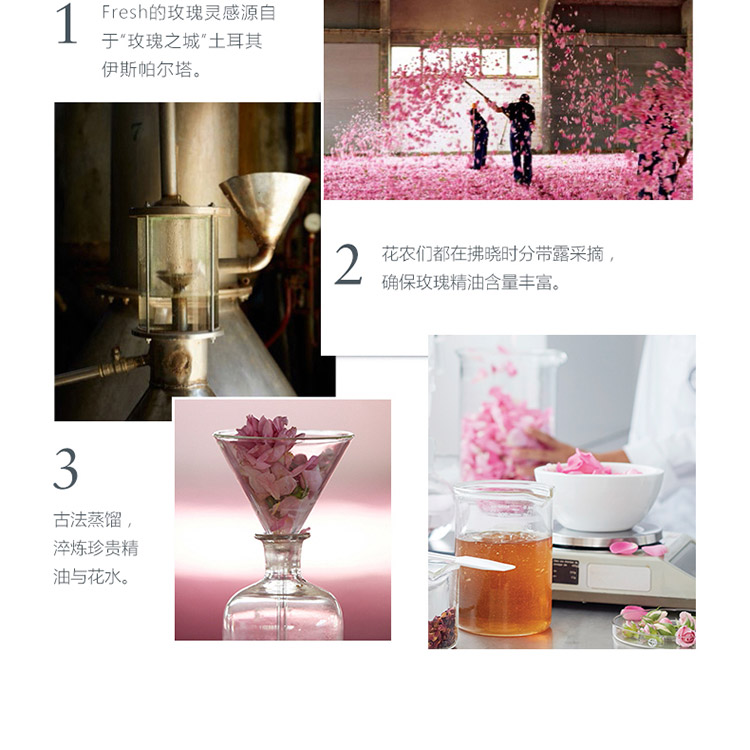 1
Fresh的玫瑰灵感源自
于“玫瑰之城”土耳其
伊斯帕尔塔。
2
花农们都在拂晓时分带露采摘，
确保玫瑰精油含量丰富。
3
古法蒸馏，
淬炼珍贵精
油与花水。
7